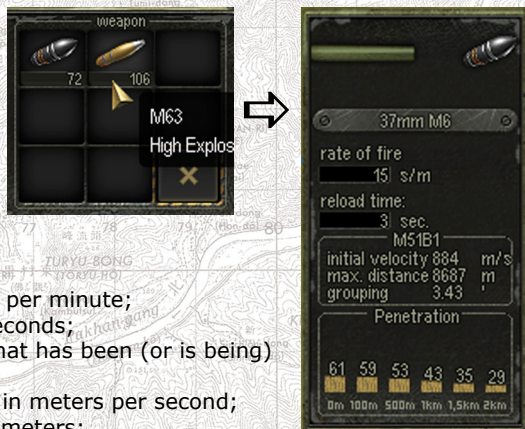 weapon
72
106
M63
High Explos
37mm M6
rate of fire
15 s/m
reload time:
3 sec.
M51B1
initial velocity 884 m/s
max. distance 8687 m
grouping 3.43 '
Penetration
61 59 53 43 35 29
0m 100m 500m 1km 1,5km 2km
77
78
79
80
TURYU-BONG
(TORYU-HO)
per minute;
econds;
hat has been (or is being)
in meters per second;
meters;